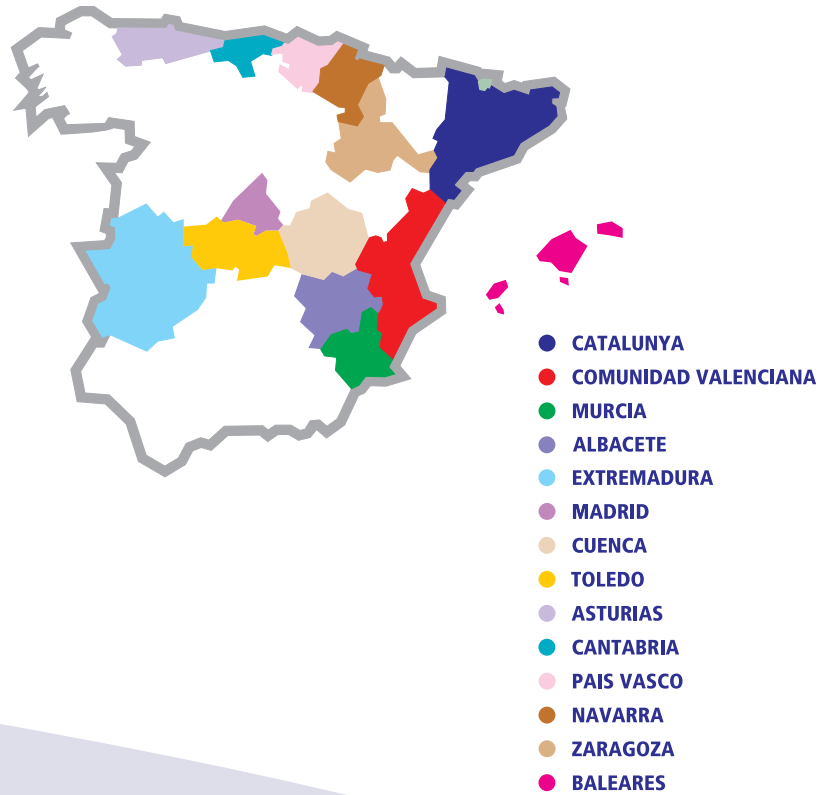 CATALUNYA
COMUNIDAD VALENCIANA
MURCIA
ALBACETE
EXTREMADURA
MADRID
CUENCA
TOLEDO
ASTURIAS
CANTABRIA
PAIS VASCO
NAVARRA
ZARAGOZA
BALEARES